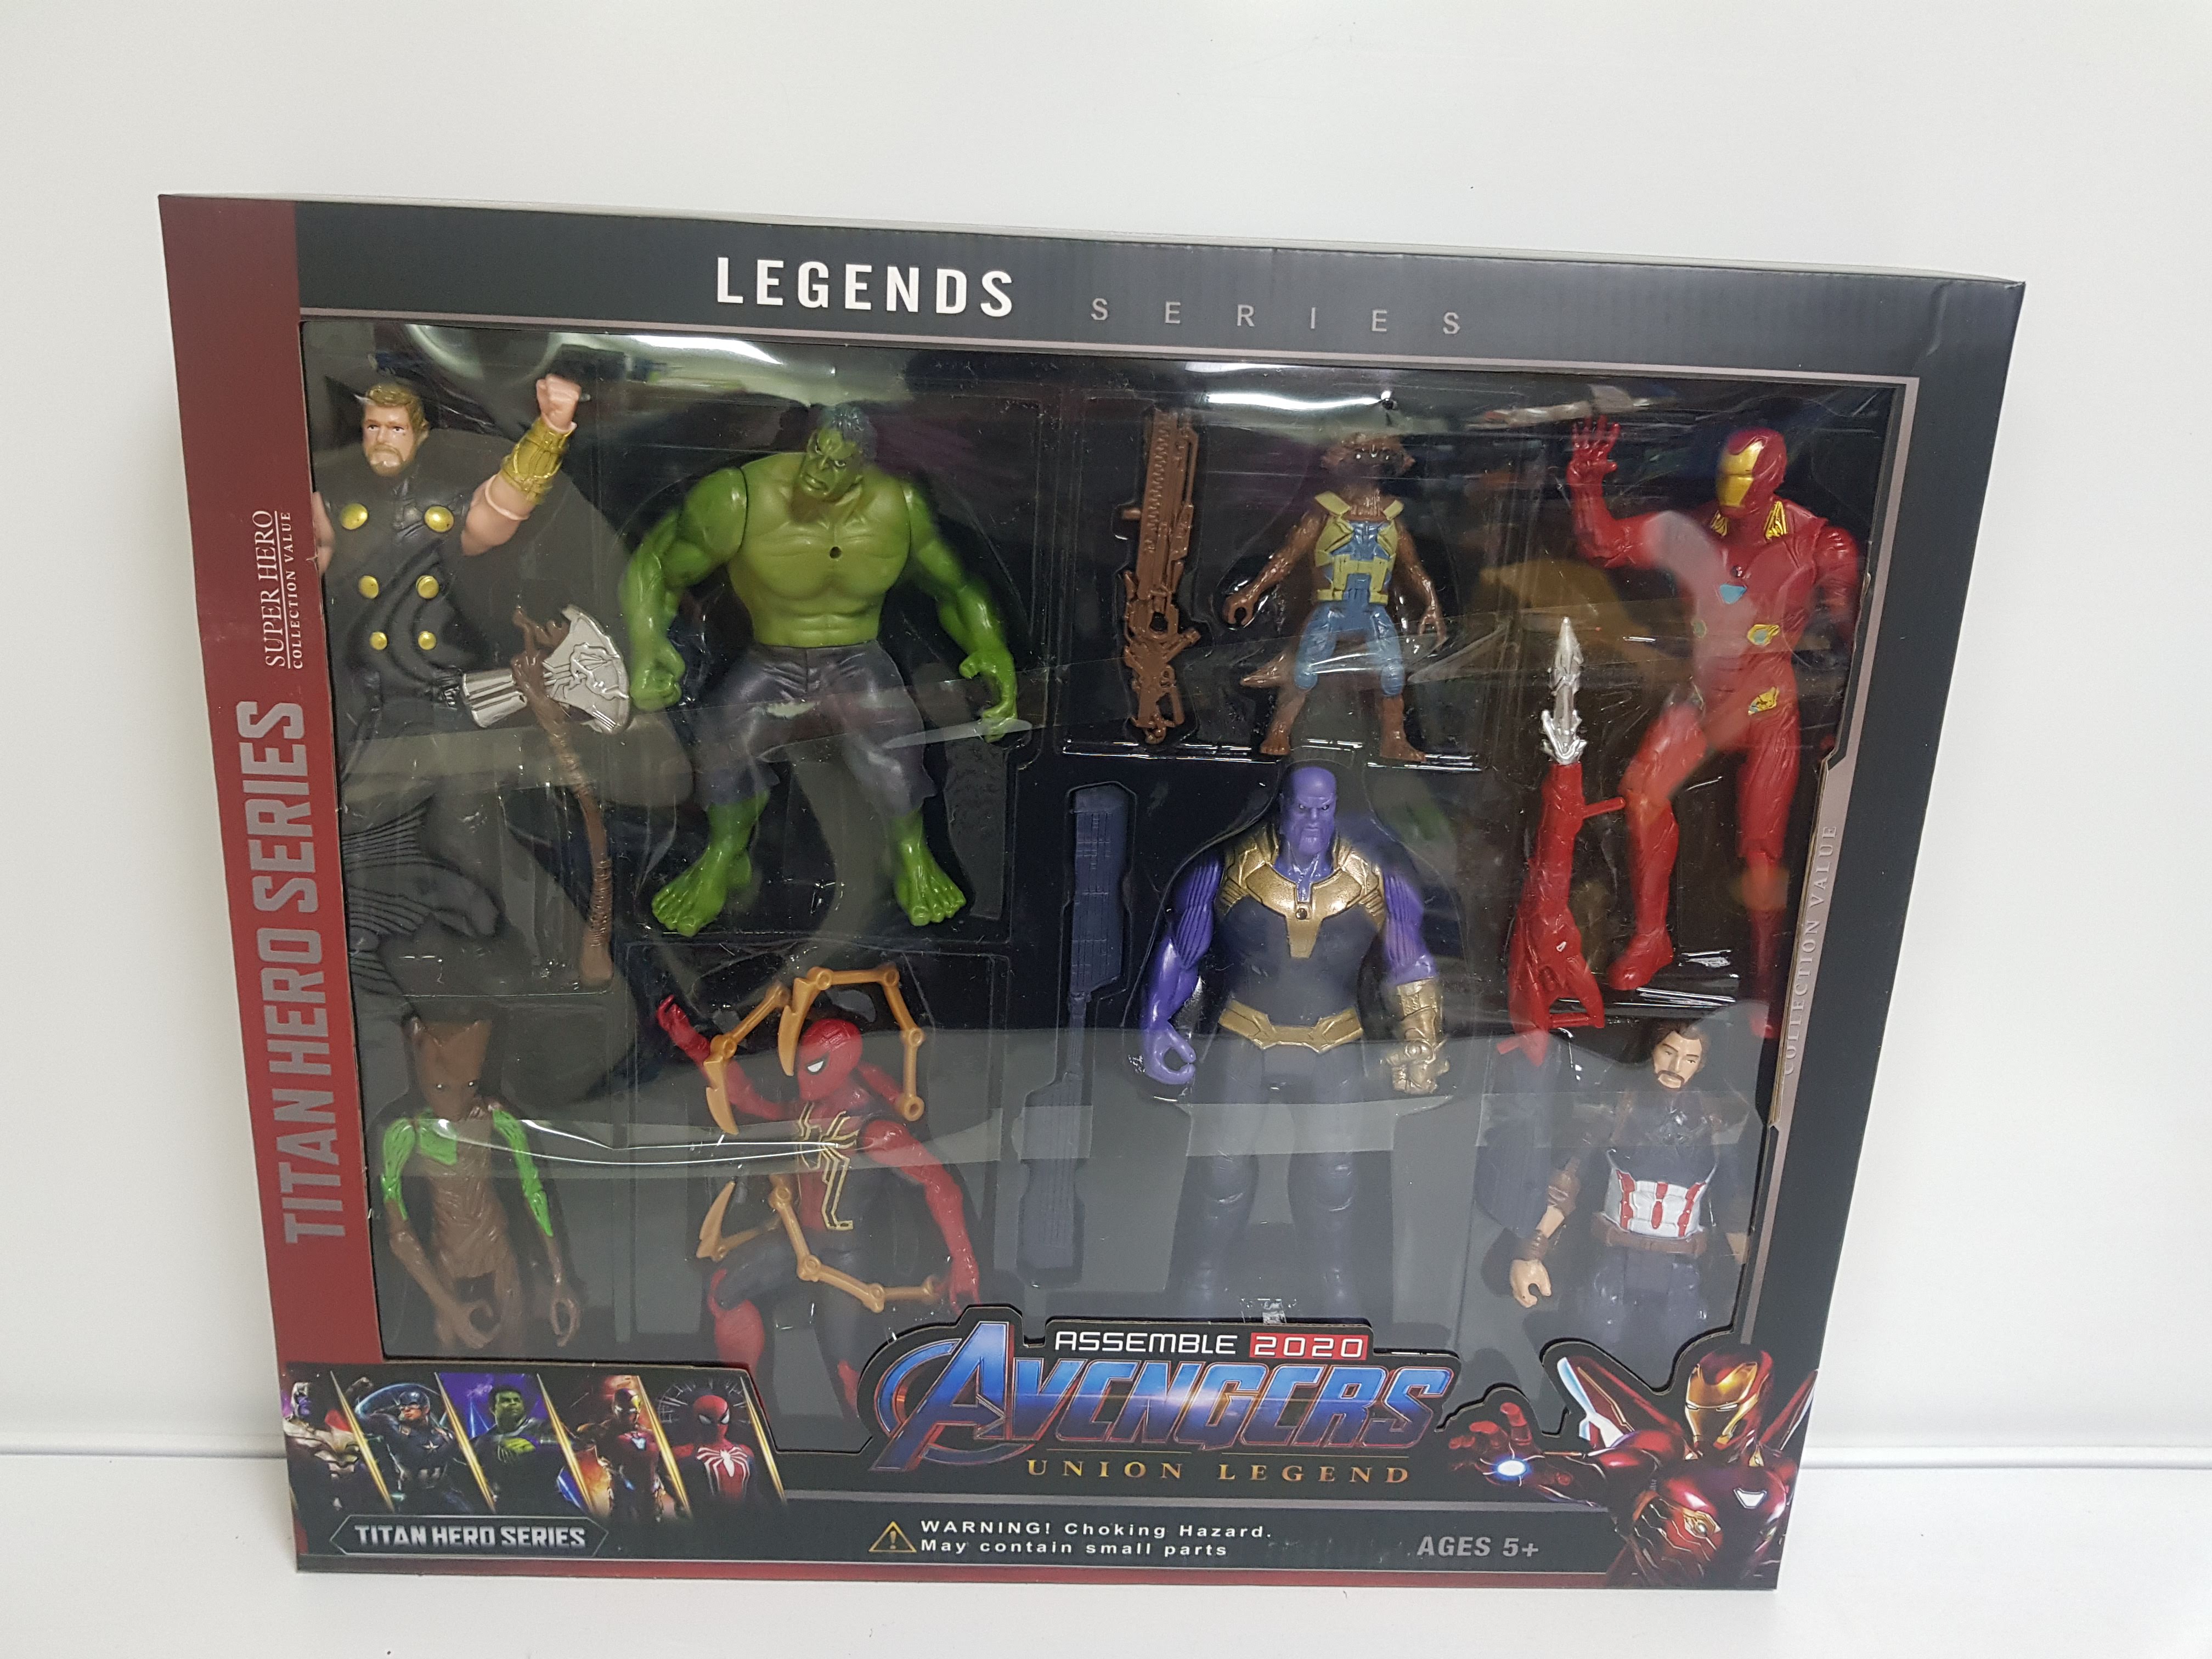 LEGENDS SERIES
SUPER HERO
COLLECTION VALUE
TITAN HERO SERIES
COLLECTION VALUE
ASSEMBLE 2020
AVENGERS
UNION LEGEND
TITAN HERO SERIES
WARNING! Choking Hazard.
May contain small parts
AGES 5+